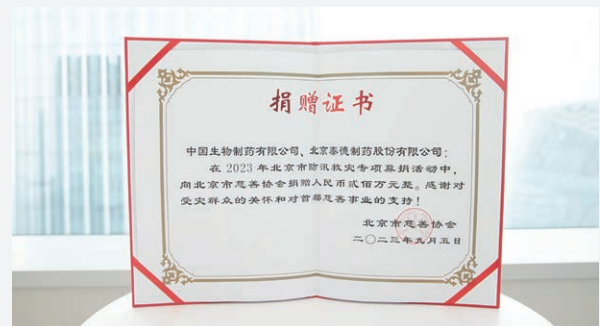 捐赠证书
中国生物制药有限公司、北京泰德制药股份有限公司：
在 2023 年北京市防汛救灾专项募捐活动中，
向北京市慈善协会捐赠人民币贰佰万元整。感谢对
受灾群众的关怀和对首都慈善事业的支持！
北京市慈善协会
二〇二三年九月五日